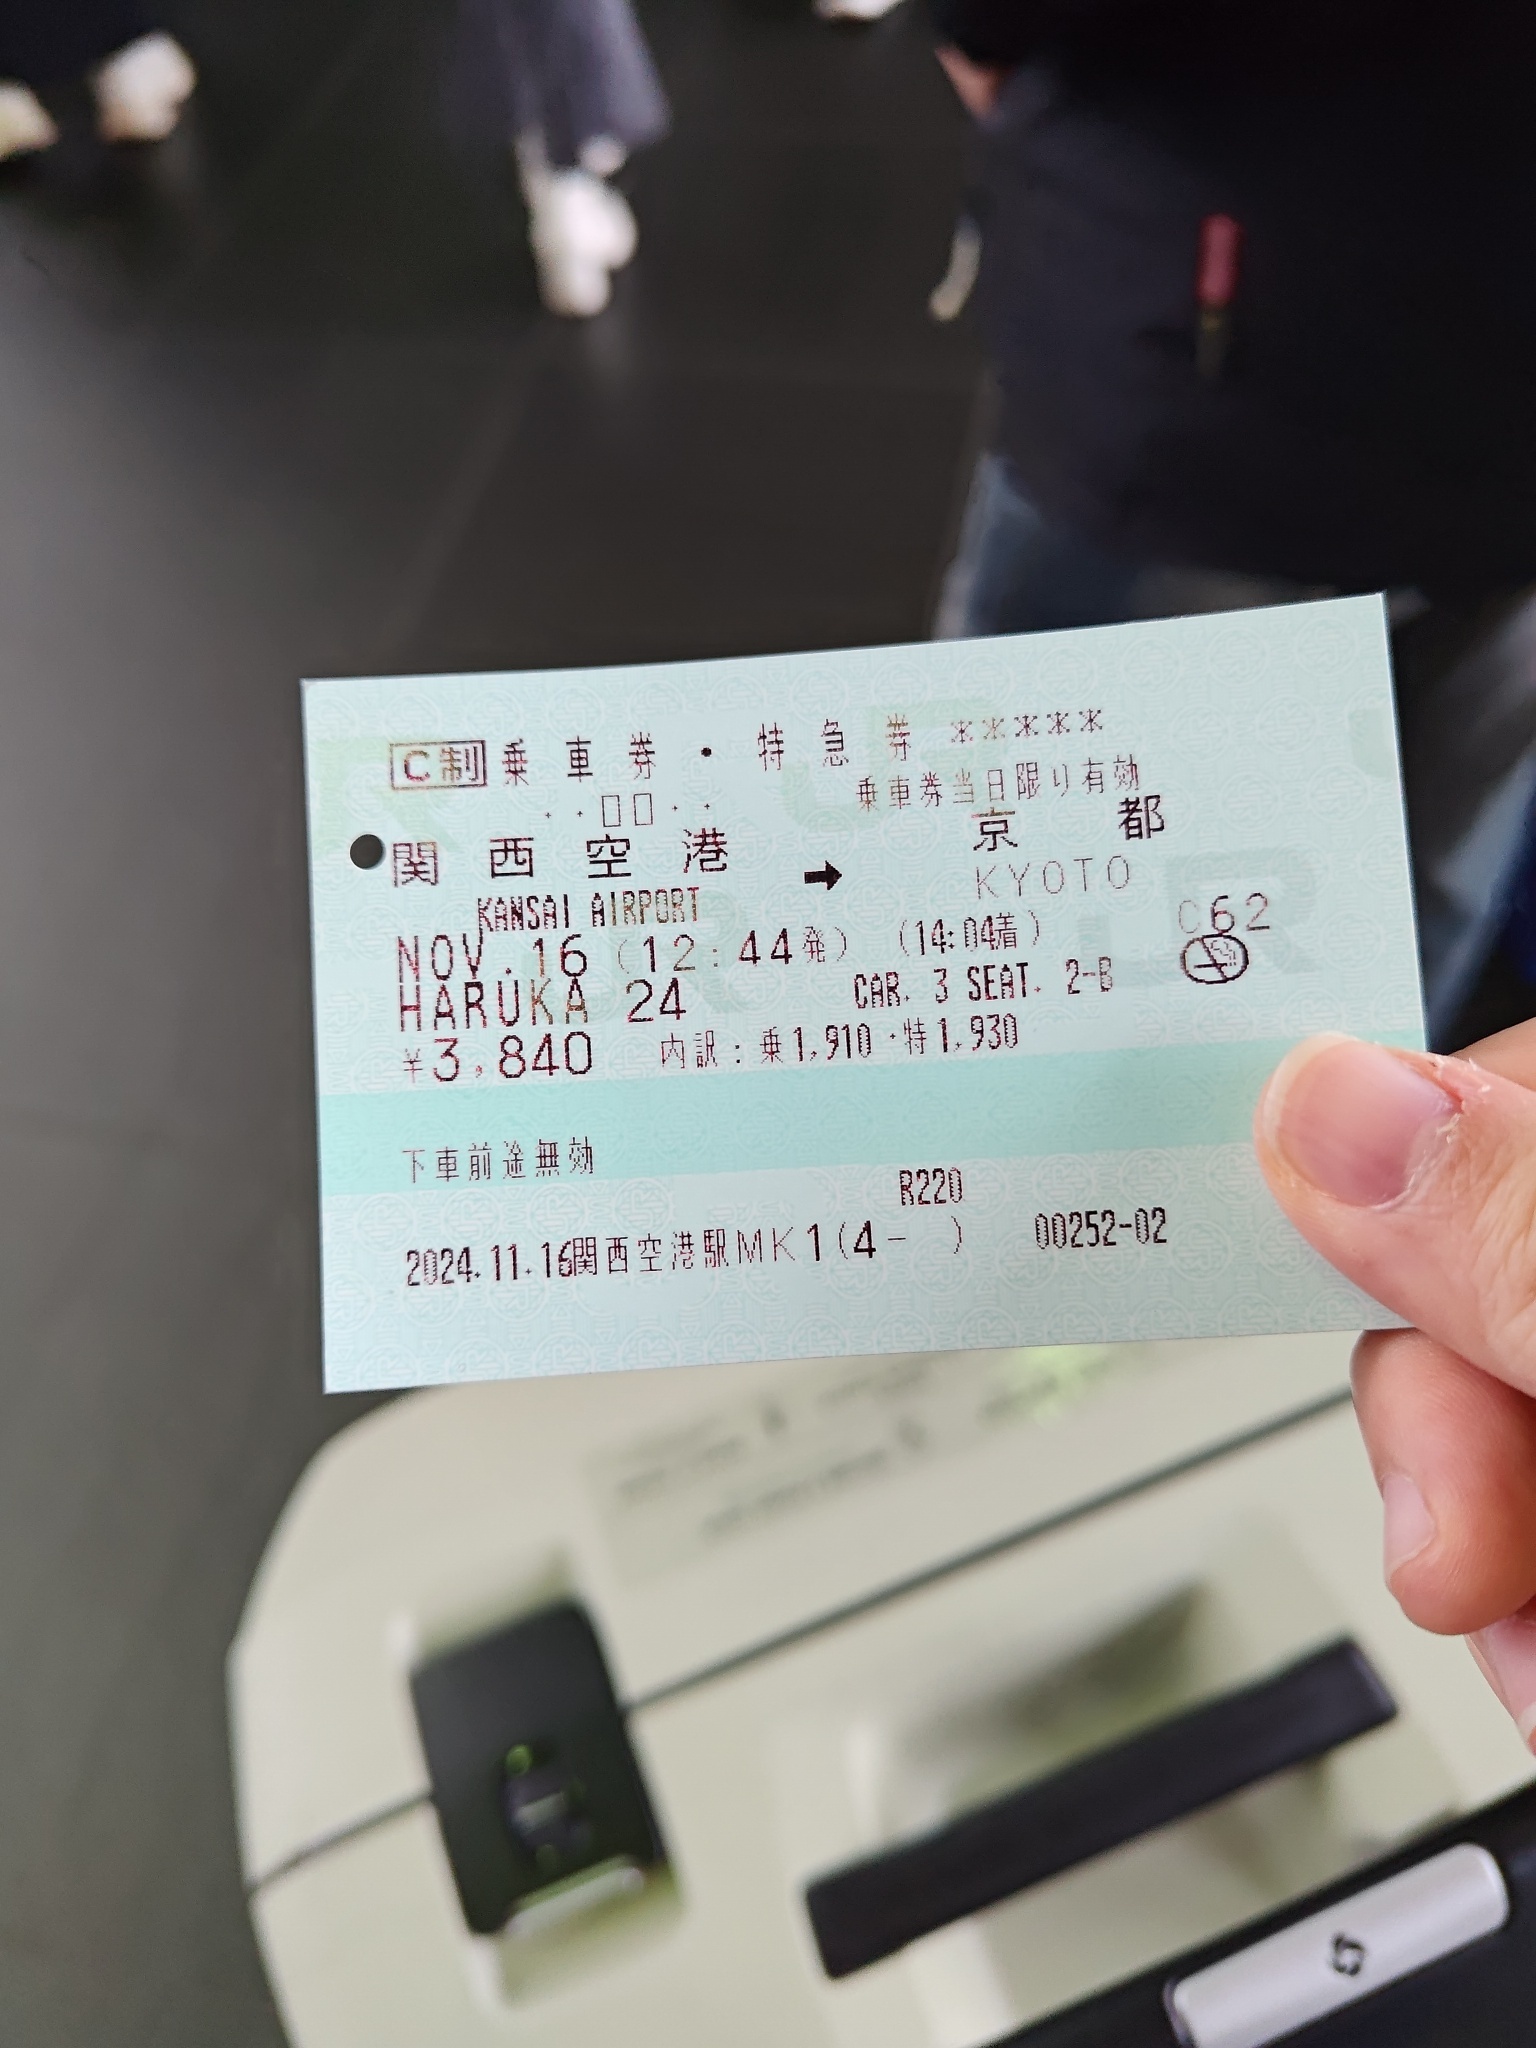 C制 乗車券・特急券 *****
乗車券当日限り有効
・・□□・・
関西空港 → 京都
KANSAI AIRPORT KYOTO
C62
NOV.16 (12:44発) (14:04着)
HARUKA 24 CAR. 3 SEAT. 2-B
¥3,840 内訳:乗1,910・特1,930
下車前途無効
R220
2024.11.16関西空港駅MK1(4- ) 00252-02